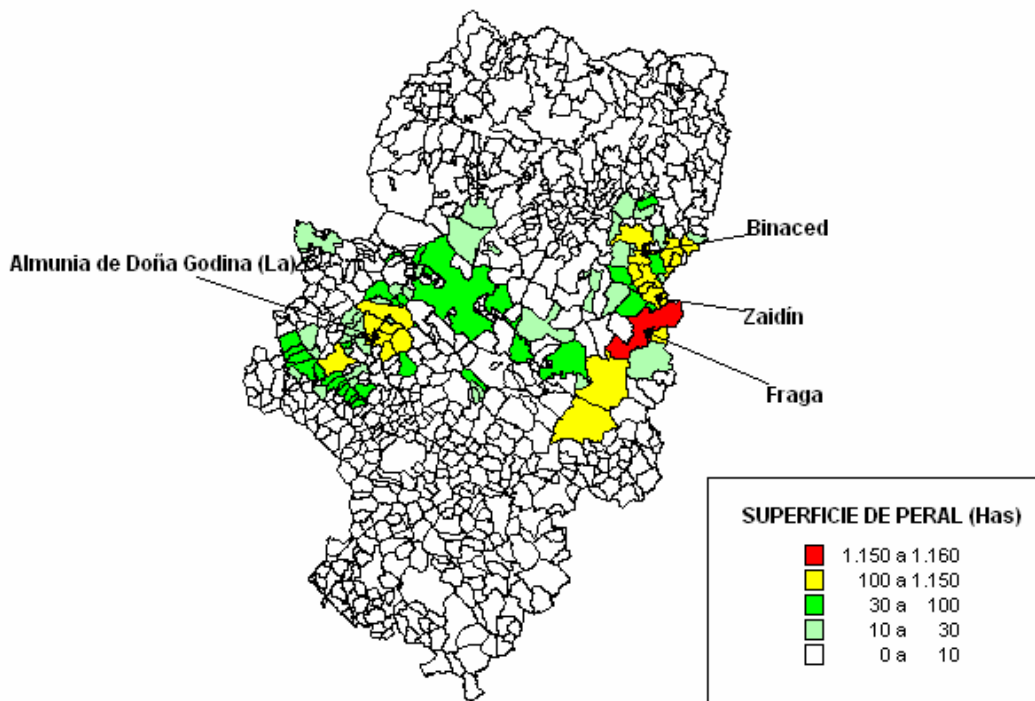 Binaced
Almunia de Doña Godina (La)
Zaidín
Fraga
SUPERFICIE DE PERAL (Has)
1.150 a 1.160
100 a 1.150
30 a 100
10 a 30
0 a 10